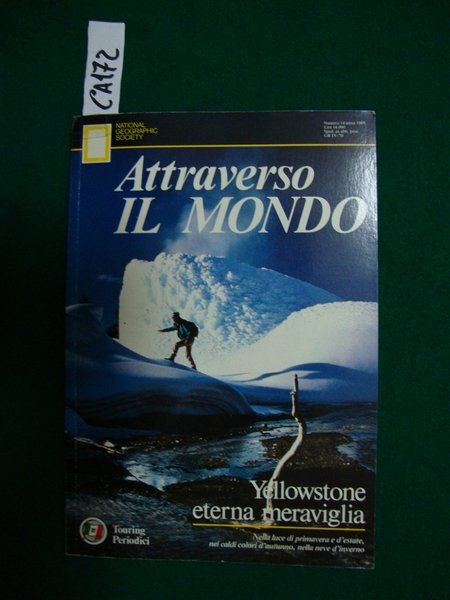 CA172
NATIONAL
GEOGRAPHIC
SOCIETY
Attraverso
IL MONDO
Yellowstone
eterna meraviglia
Nella luce di primavera e d'estate,
nei caldi colori d'autunno, nella neve d'inverno
Touring
Periodici